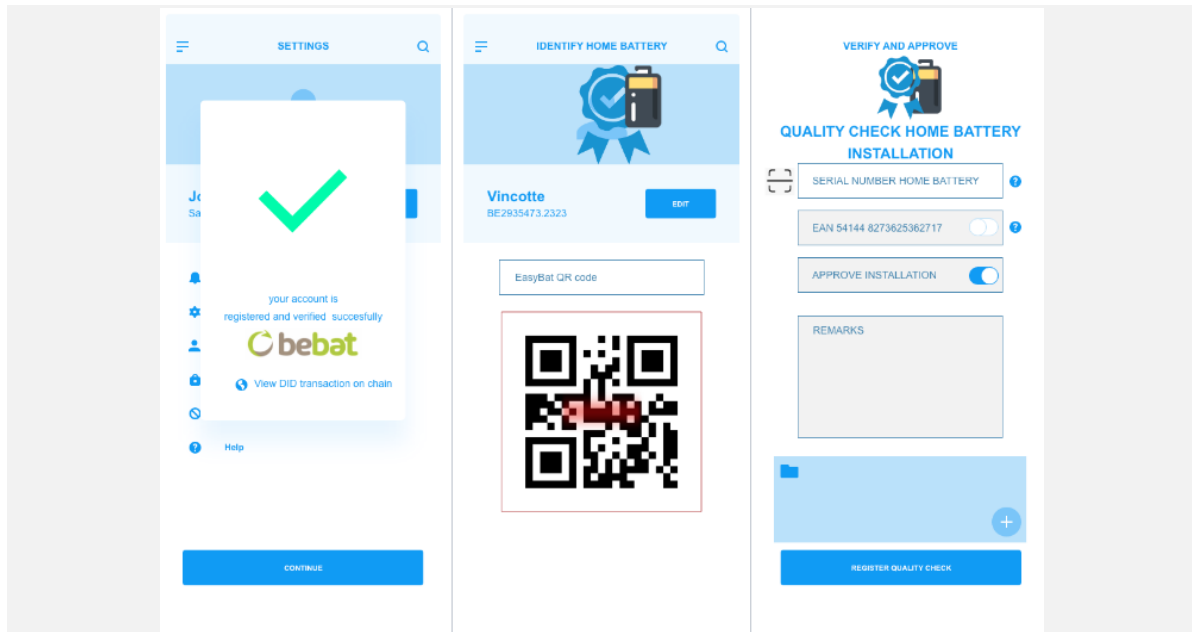 SETTINGS
Jo
Sa
your account is
registered and verified succesfully
bebat
View DID transaction on chain
Help
CONTINUE
IDENTIFY HOME BATTERY
Vincotte
BE2935473.2323
EDIT
EasyBat QR code
VERIFY AND APPROVE
QUALITY CHECK HOME BATTERY
INSTALLATION
SERIAL NUMBER HOME BATTERY
EAN 54144 8273625362717
APPROVE INSTALLATION
REMARKS
REGISTER QUALITY CHECK